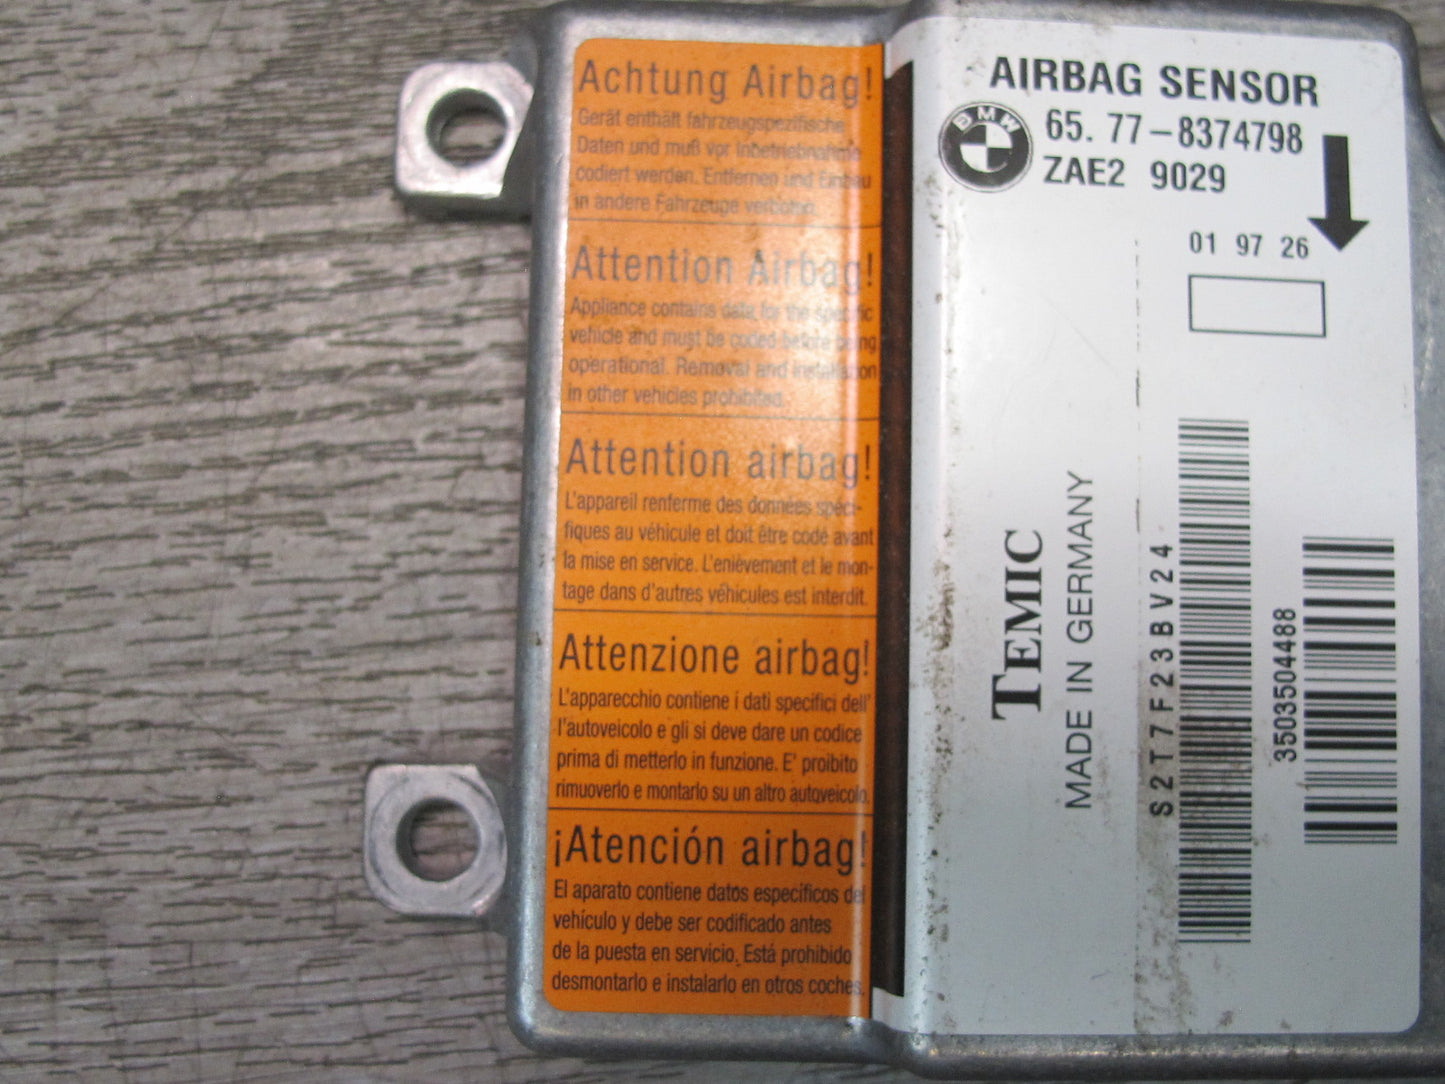 Achtung Airbag!
Gerät enthält fahrzeugspezifische
Daten und muß vor Inbetriebnahme
codiert werden. Entfernen und Einbau
in andere Fahrzeuge verboten.
Attention Airbag!
Appliance contains data for the specific
vehicle and must be coded before being
operational. Removal and installation
in other vehicles prohibited.
Attention airbag!
L'appareil renferme des données spéci-
fiques au véhicule et doit être codé avant
la mise en service. L'enlèvement et le mon-
tage dans d'autres véhicules est interdit.
Attenzione airbag!
L'apparecchio contiene i dati specifici dell'
l'autoveicolo e gli si deve dare un codice
prima di metterlo in funzione. E' proibito
rimuoverlo e montarlo su un altro autoveicolo.
¡Atención airbag!
El aparato contiene datos específicos del
vehículo y debe ser codificado antes
de la puesta en servicio. Está prohibido
desmontarlo e instalarlo en otros coches.
AIRBAG SENSOR
BMW
65. 77-8374798
ZAE2 9029
01 97 26
TEMIC
MADE IN GERMANY
S2T7F23BV24
3503504488